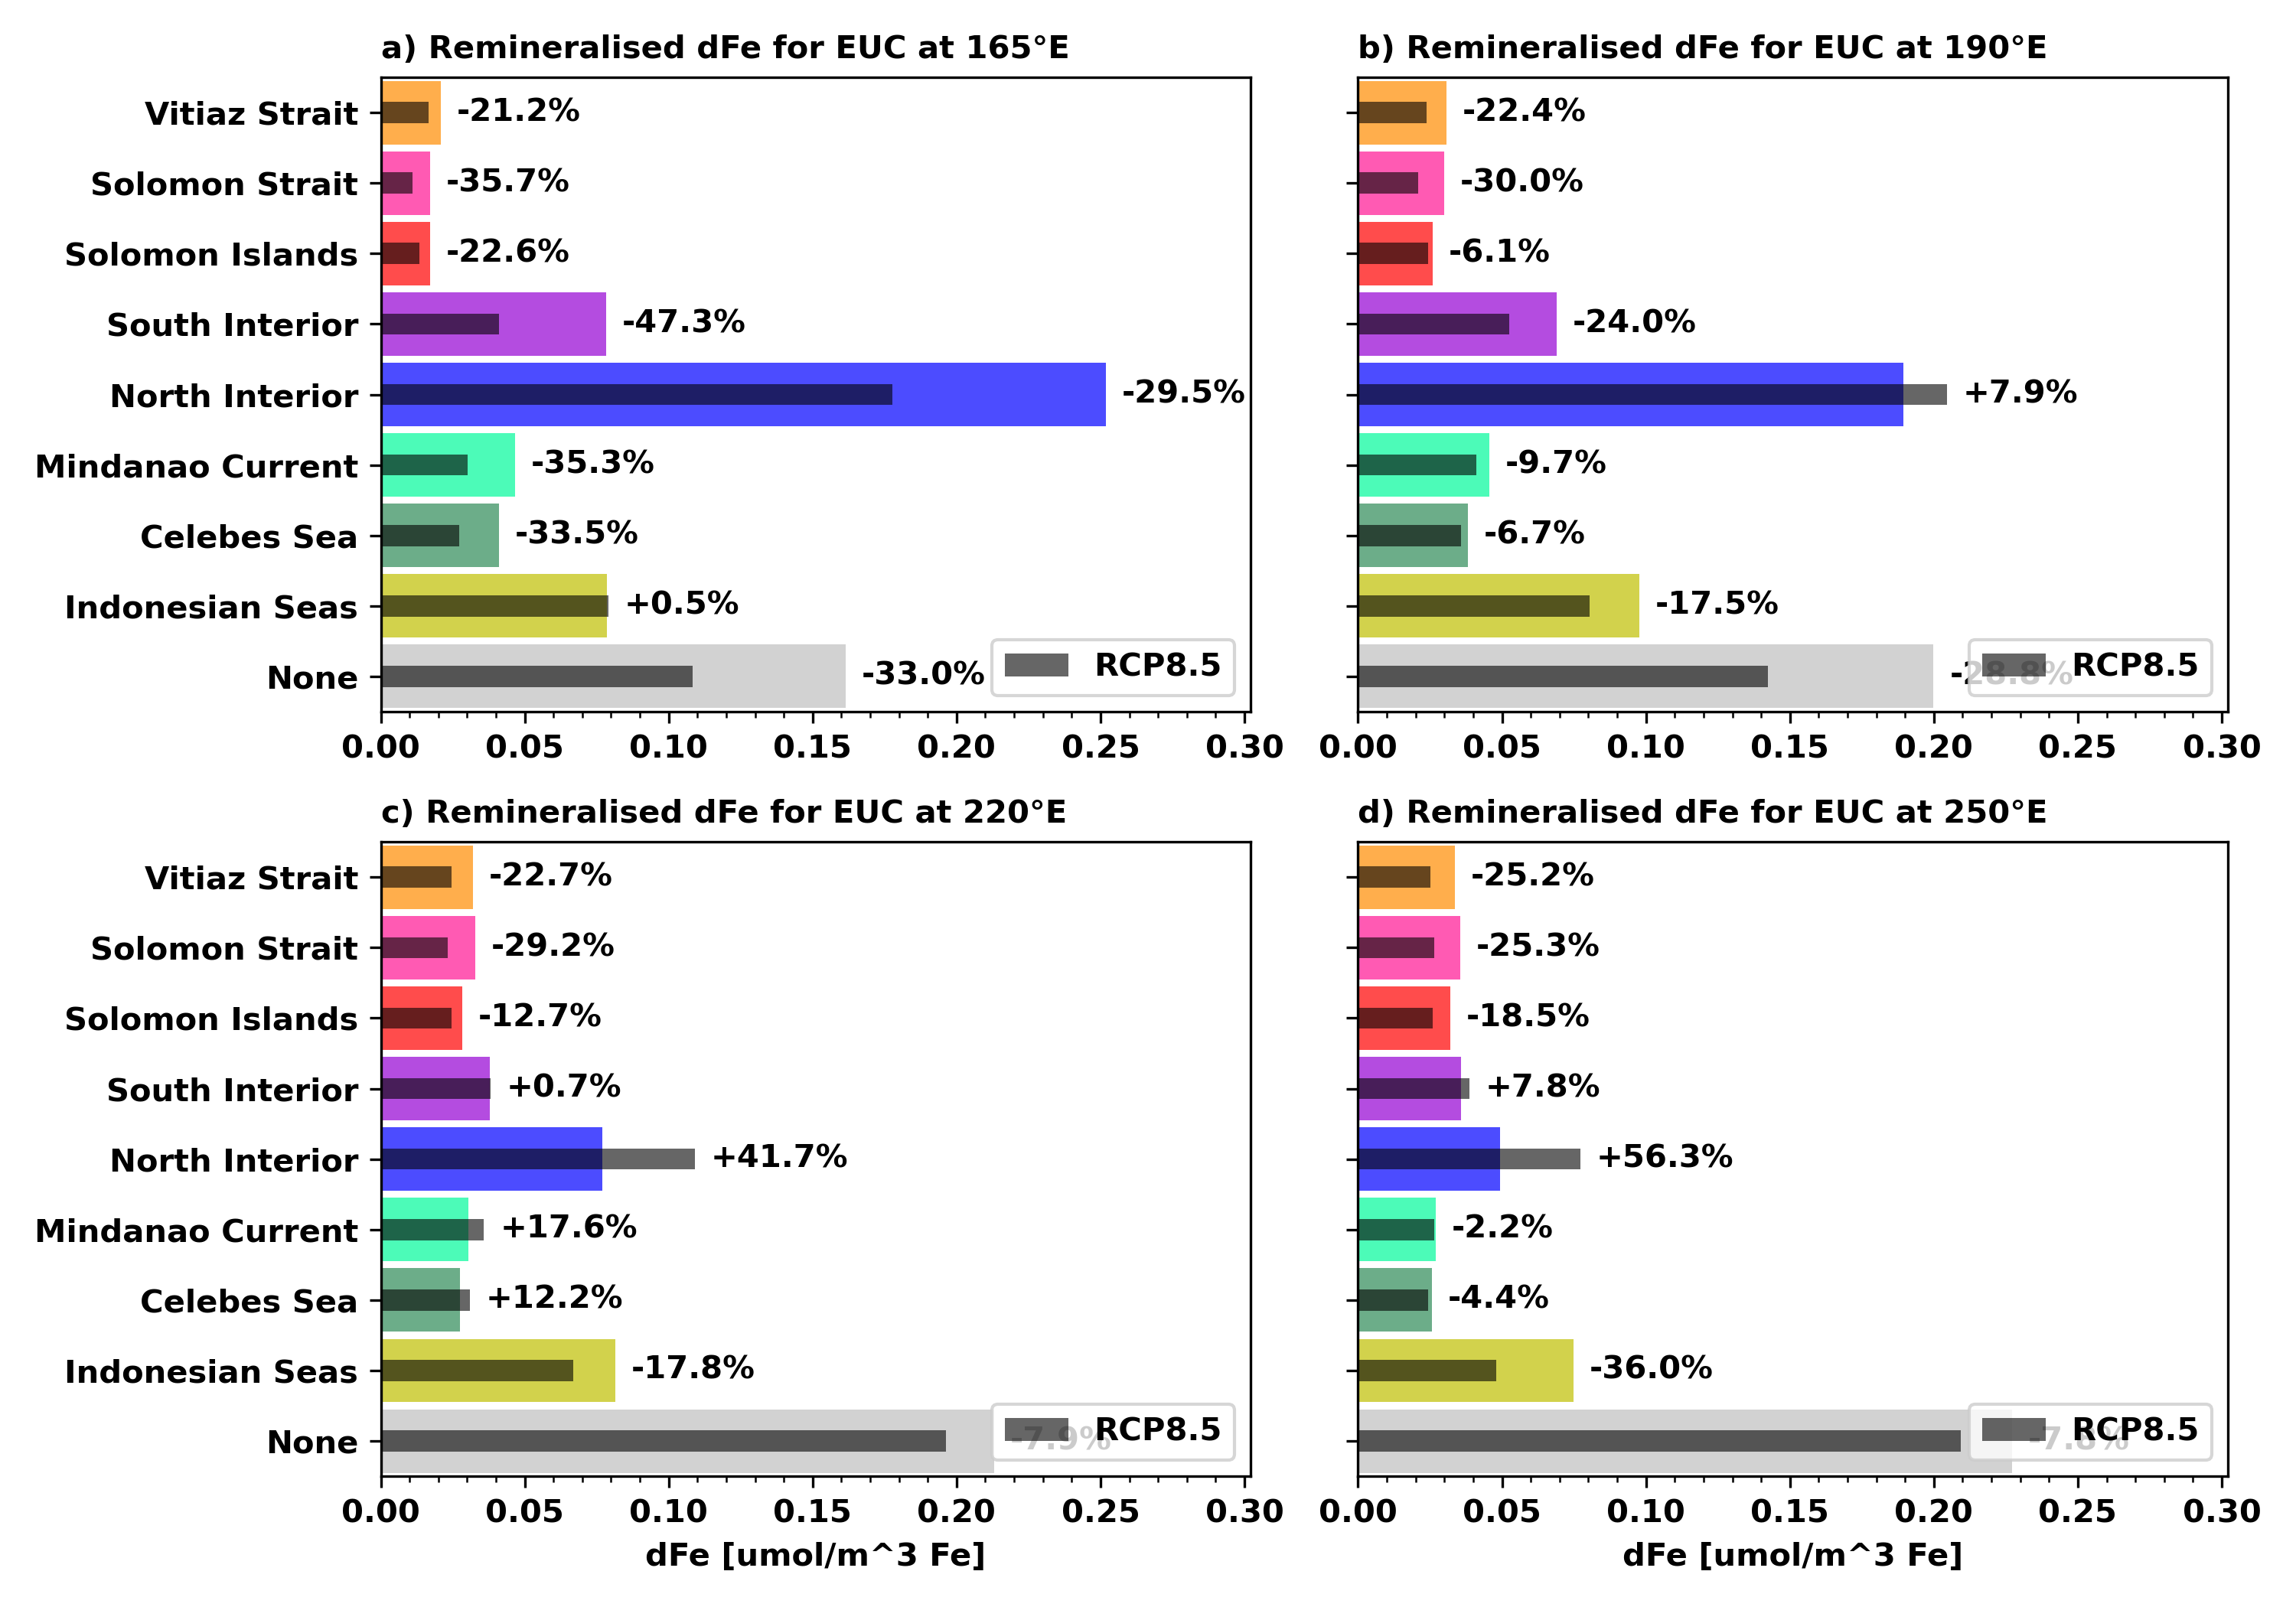 a) Remineralised dFe for EUC at 165°E
Vitiaz Strait
-21.2%
Solomon Strait
-35.7%
Solomon Islands
-22.6%
South Interior
-47.3%
North Interior
-29.5%
Mindanao Current
-35.3%
Celebes Sea
-33.5%
Indonesian Seas
+0.5%
None
-33.0%
RCP8.5
0.00 0.05 0.10 0.15 0.20 0.25 0.30
b) Remineralised dFe for EUC at 190°E
-22.4%
-30.0%
-6.1%
-24.0%
+7.9%
-9.7%
-6.7%
-17.5%
-28.8%
RCP8.5
0.00 0.05 0.10 0.15 0.20 0.25 0.30
c) Remineralised dFe for EUC at 220°E
Vitiaz Strait
-22.7%
Solomon Strait
-29.2%
Solomon Islands
-12.7%
South Interior
+0.7%
North Interior
+41.7%
Mindanao Current
+17.6%
Celebes Sea
+12.2%
Indonesian Seas
-17.8%
None
-7.9%
RCP8.5
0.00 0.05 0.10 0.15 0.20 0.25 0.30
dFe [umol/m^3 Fe]
d) Remineralised dFe for EUC at 250°E
-25.2%
-25.3%
-18.5%
+7.8%
+56.3%
-2.2%
-4.4%
-36.0%
RCP8.5
0.00 0.05 0.10 0.15 0.20 0.25 0.30
dFe [umol/m^3 Fe]